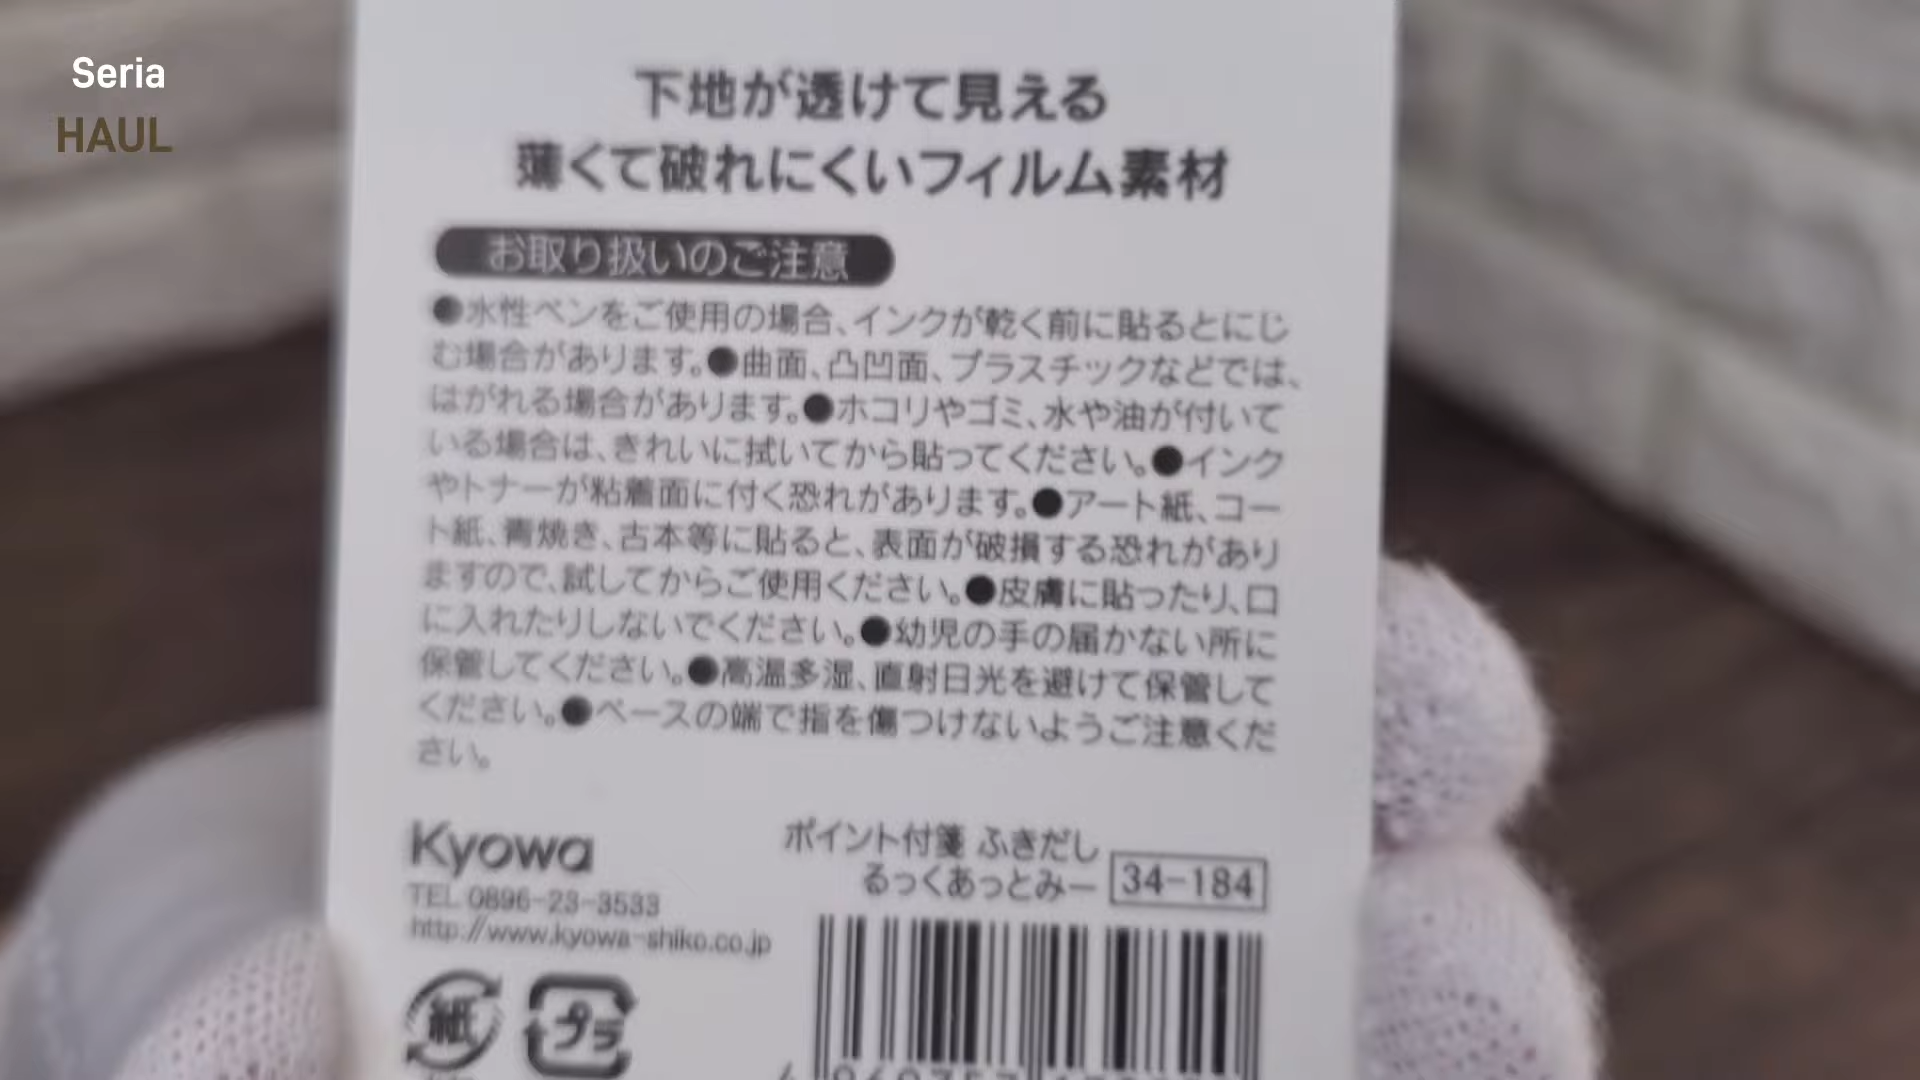 Seria
HAUL
下地が透けて見える
薄くて破れにくいフィルム素材
お取り扱いのご注意
●水性ペンをご使用の場合、インクが乾く前に貼るとにじ
む場合があります。●曲面、凸凹面、プラスチックなどでは、
はがれる場合があります。●ホコリやゴミ、水や油が付いて
いる場合は、きれいに拭いてから貼ってください。●インク
やトナーが粘着面に付く恐れがあります。●アート紙、コー
ト紙、青焼き、古本等に貼ると、表面が破損する恐れがあり
ますので、試してからご使用ください。●皮膚に貼ったり、口
に入れたりしないでください。●幼児の手の届かない所に
保管してください。●高温多湿、直射日光を避けて保管して
ください。●ベースの端で指を傷つけないようご注意くだ
さい。
Kyowa
TEL 0896-23-3533
http://www.kyowa-shiko.co.jp
ポイント付箋 ふきだし
るっくあっとみー
34-184
紙
プラ